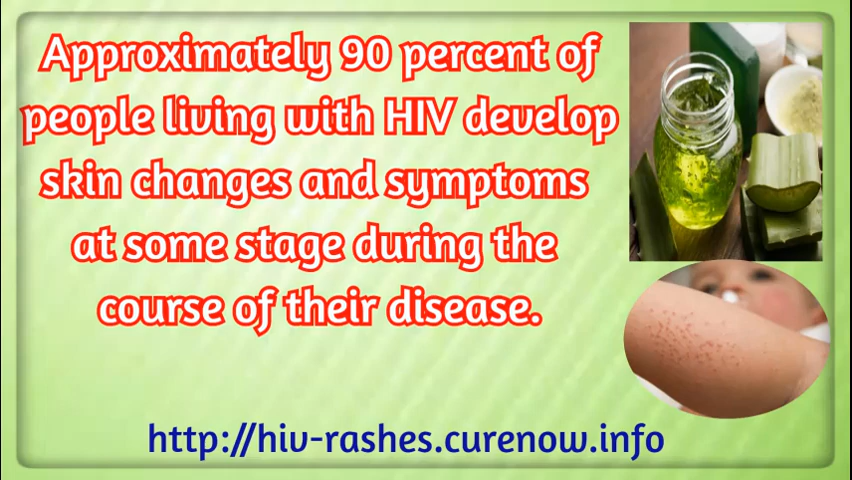 Approximately 90 percent of
people living with HIV develop
skin changes and symptoms
at some stage during the
course of their disease.
http://hiv-rashes.curenow.info